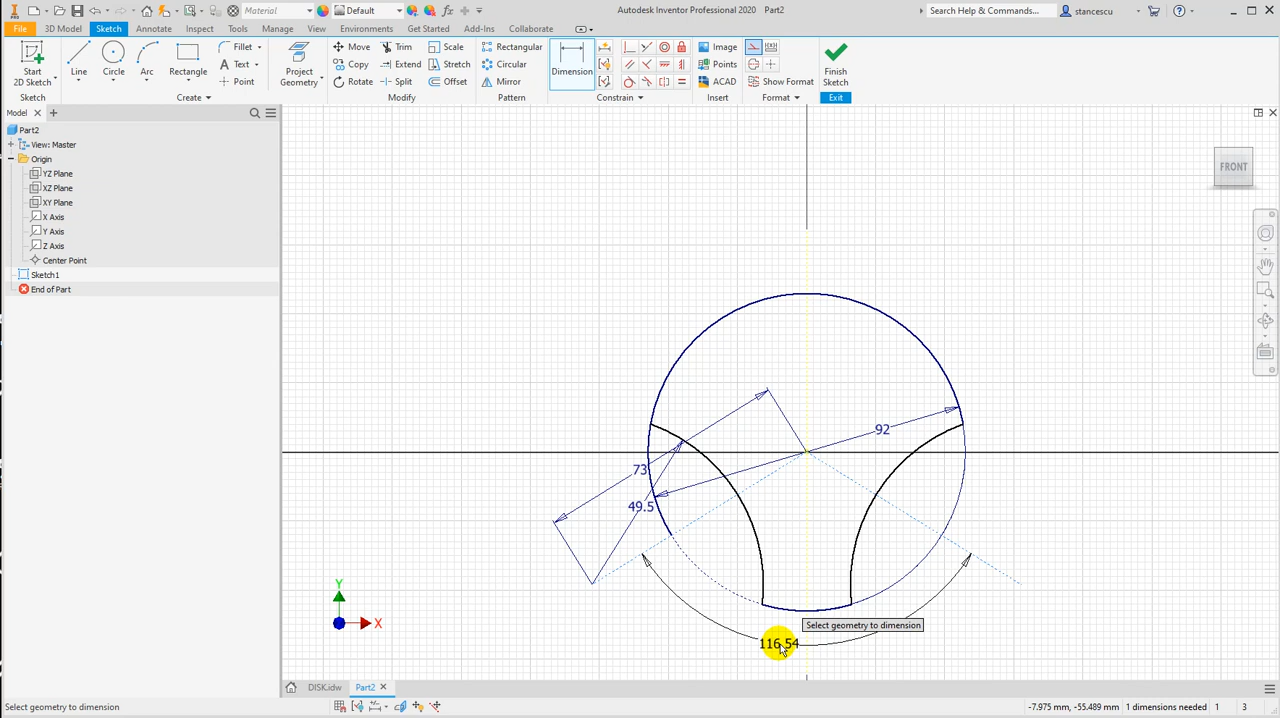 Material
Default
Autodesk Inventor Professional 2020 Part2
Search Help & Commands...
stancescu
File
3D Model
Sketch
Annotate
Inspect
Tools
Manage
View
Environments
Get Started
Add-Ins
Collaborate
Start
2D Sketch
Sketch
Line
Circle
Arc
Rectangle
Fillet
Text
Point
Create
Project
Geometry
Move
Copy
Rotate
Trim
Extend
Split
Scale
Stretch
Offset
Modify
Rectangular
Circular
Mirror
Pattern
Dimension
Constrain
Image
Points
ACAD
Insert
Show Format
Format
Finish
Sketch
Exit
Model
Part2
View: Master
Origin
YZ Plane
XZ Plane
XY Plane
X Axis
Y Axis
Z Axis
Center Point
Sketch1
End of Part
FRONT
92
73
49.5
Select geometry to dimension
116.54
Y
X
DISK.idw
Part2
Select geometry to dimension
-7.975 mm, -55.489 mm
1 dimensions needed
1
3